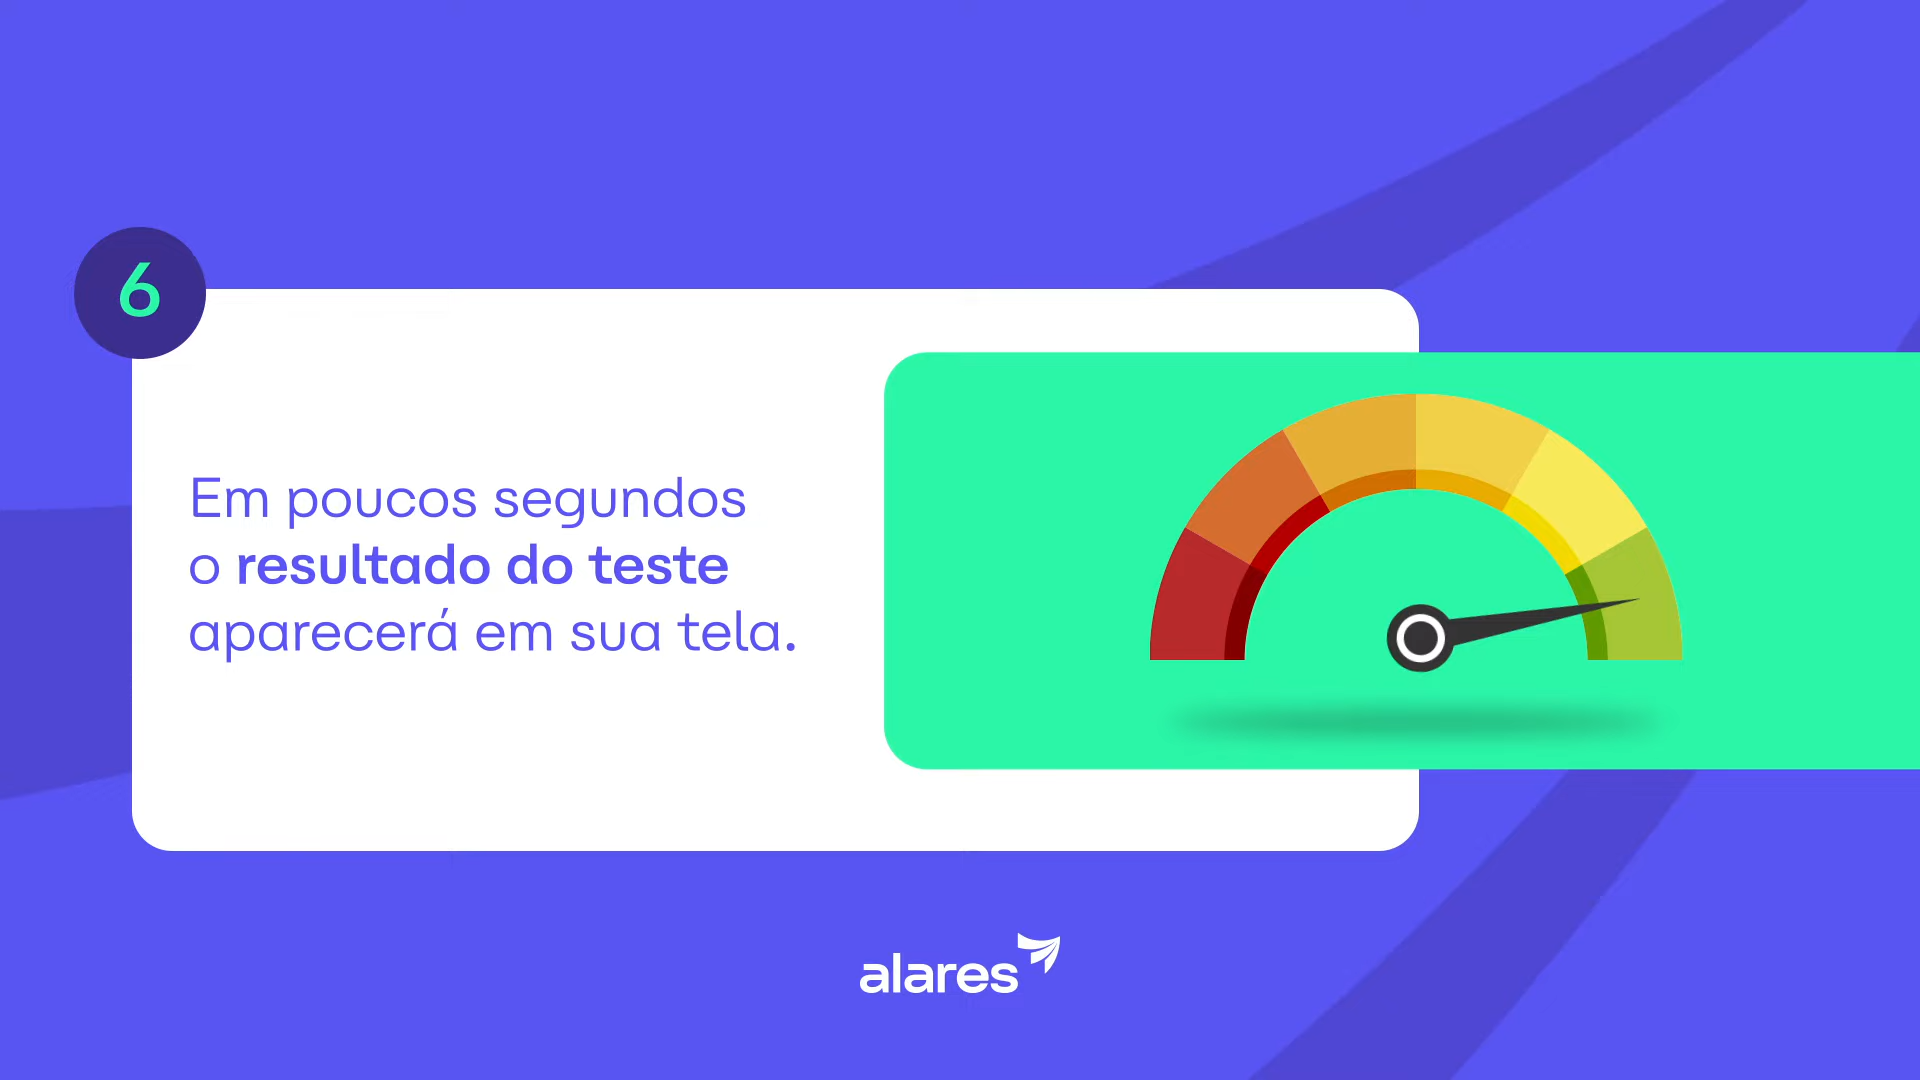 6
Em poucos segundos
o resultado do teste
aparecerá em sua tela.
alares